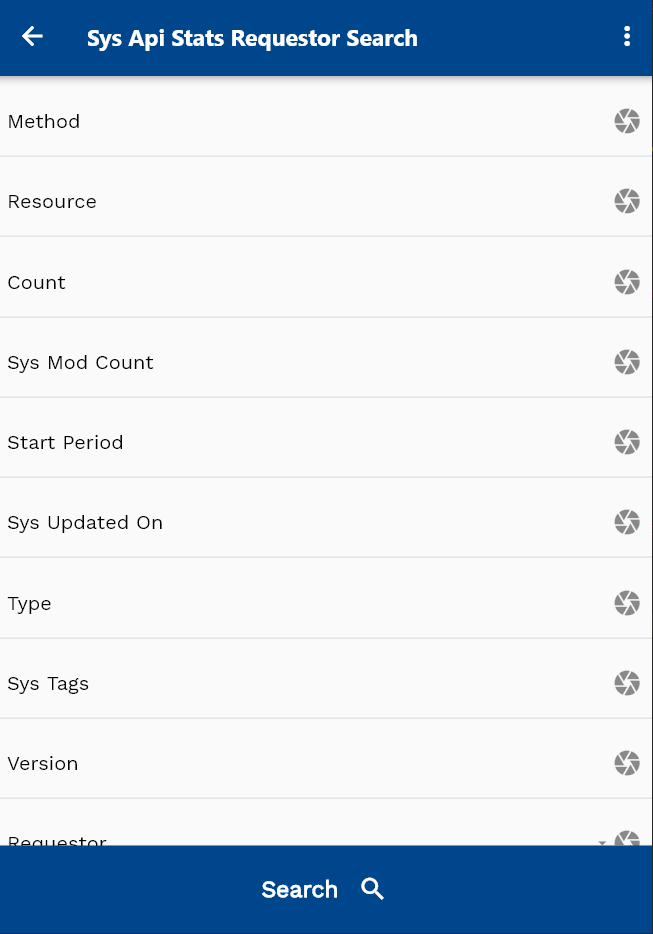 Sys Api Stats Requestor Search
Method
Resource
Count
Sys Mod Count
Start Period
Sys Updated On
Type
Sys Tags
Version
Requestor
Search